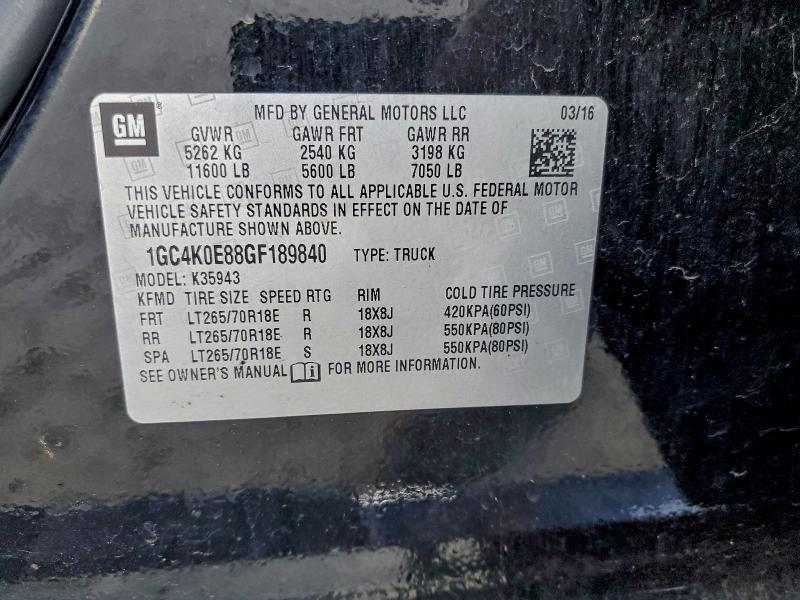 GM
MFD BY GENERAL MOTORS LLC 03/16
GVWR GAWR FRT GAWR RR
5262 KG 2540 KG 3198 KG
11600 LB 5600 LB 7050 LB
THIS VEHICLE CONFORMS TO ALL APPLICABLE U.S. FEDERAL MOTOR
VEHICLE SAFETY STANDARDS IN EFFECT ON THE DATE OF
MANUFACTURE SHOWN ABOVE.
1GC4K0E88GF189840 TYPE: TRUCK
MODEL: K35943
KFMD TIRE SIZE SPEED RTG RIM COLD TIRE PRESSURE
FRT LT265/70R18E R 18X8J 420KPA(60PSI)
RR LT265/70R18E R 18X8J 550KPA(80PSI)
SPA LT265/70R18E S 18X8J 550KPA(80PSI)
SEE OWNER'S MANUAL i FOR MORE INFORMATION.